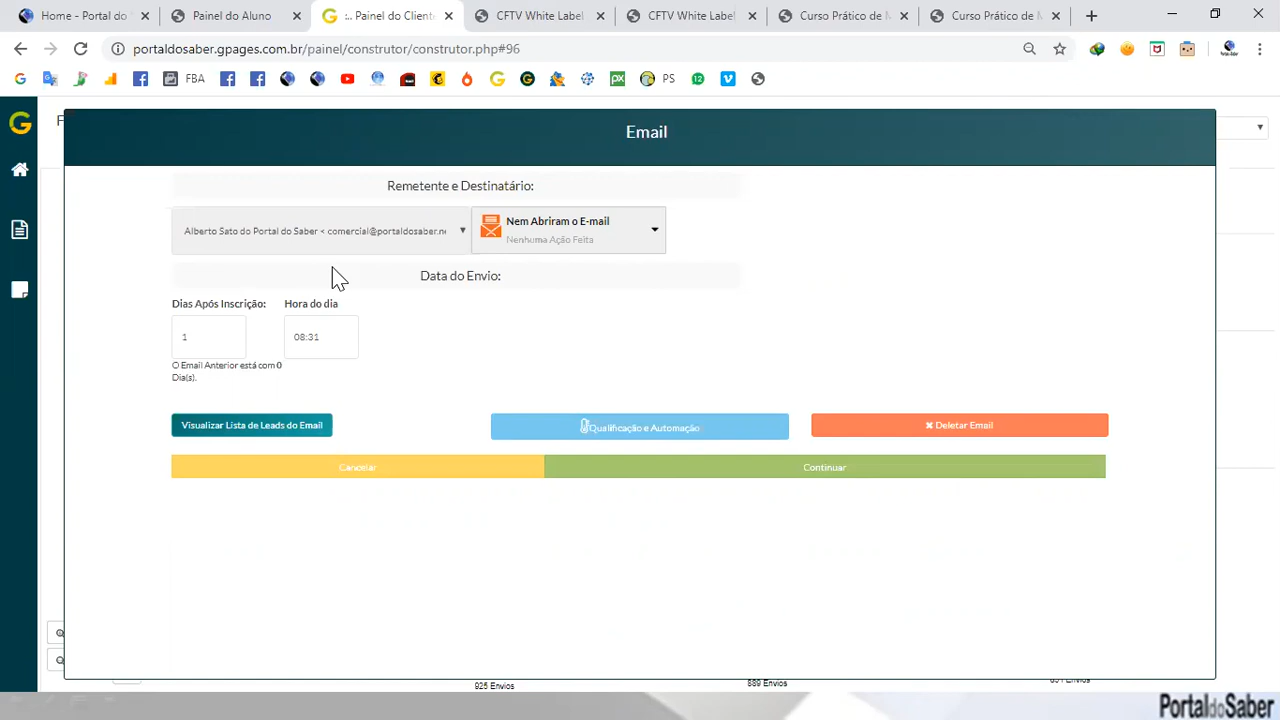 Home - Portal do
Painel do Aluno
:. Painel do Cliente
CFTV White Label
CFTV White Label
Curso Prático de M
Curso Prático de M
portaldosaber.gpages.com.br/painel/construtor/construtor.php#96
FBA
PS
12
Email
Remetente e Destinatário:
Alberto Sato do Portal do Saber < comercial@portaldosaber.ne
Nem Abriram o E-mail
Nenhuma Ação Feita
Data do Envio:
Dias Após Inscrição:
Hora do dia
1
08:31
O Email Anterior está com 0
Dia(s).
Visualizar Lista de Leads do Email
Qualificação e Automação
Deletar Email
Cancelar
Continuar
925 Envios
889 Envios
PortaldoSaber